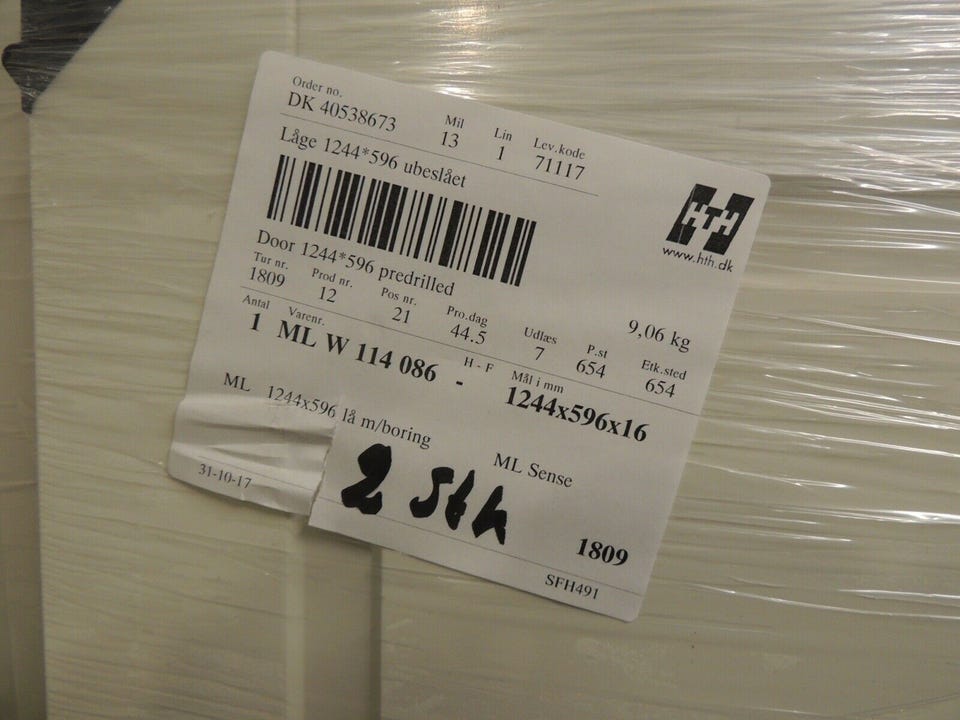 Order no. Mil Lin Lev.kode
DK 40538673 13 1 71117
Låge 1244*596 ubeslået
HTH
www.hth.dk
Door 1244*596 predrilled
9,06 kg
Tur nr. Prod nr. Pos nr. Pro.dag Udlæs P.st Etk.sted
1809 12 21 44.5 7 654 654
Antal Varenr. H - F Mål i mm
1 ML W 114 086 - 1244x596x16
ML 1244x596 lå m/boring ML Sense
2 Stk
31-10-17 1809
SFH491